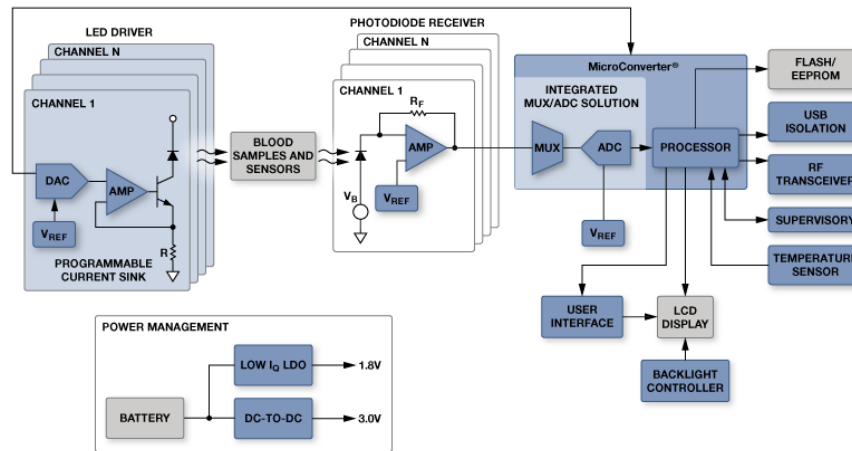 LED DRIVER
CHANNEL N
CHANNEL 1
DAC
AMP
VREF
R
PROGRAMMABLE
CURRENT SINK
BLOOD
SAMPLES AND
SENSORS
PHOTODIODE RECEIVER
CHANNEL N
CHANNEL 1
RF
AMP
VB
VREF
MicroConverter®
INTEGRATED
MUX/ADC SOLUTION
MUX
ADC
PROCESSOR
VREF
FLASH/
EEPROM
USB
ISOLATION
RF
TRANSCEIVER
SUPERVISORY
TEMPERATURE
SENSOR
USER
INTERFACE
LCD
DISPLAY
BACKLIGHT
CONTROLLER
POWER MANAGEMENT
BATTERY
LOW IQ LDO
1.8V
DC-TO-DC
3.0V